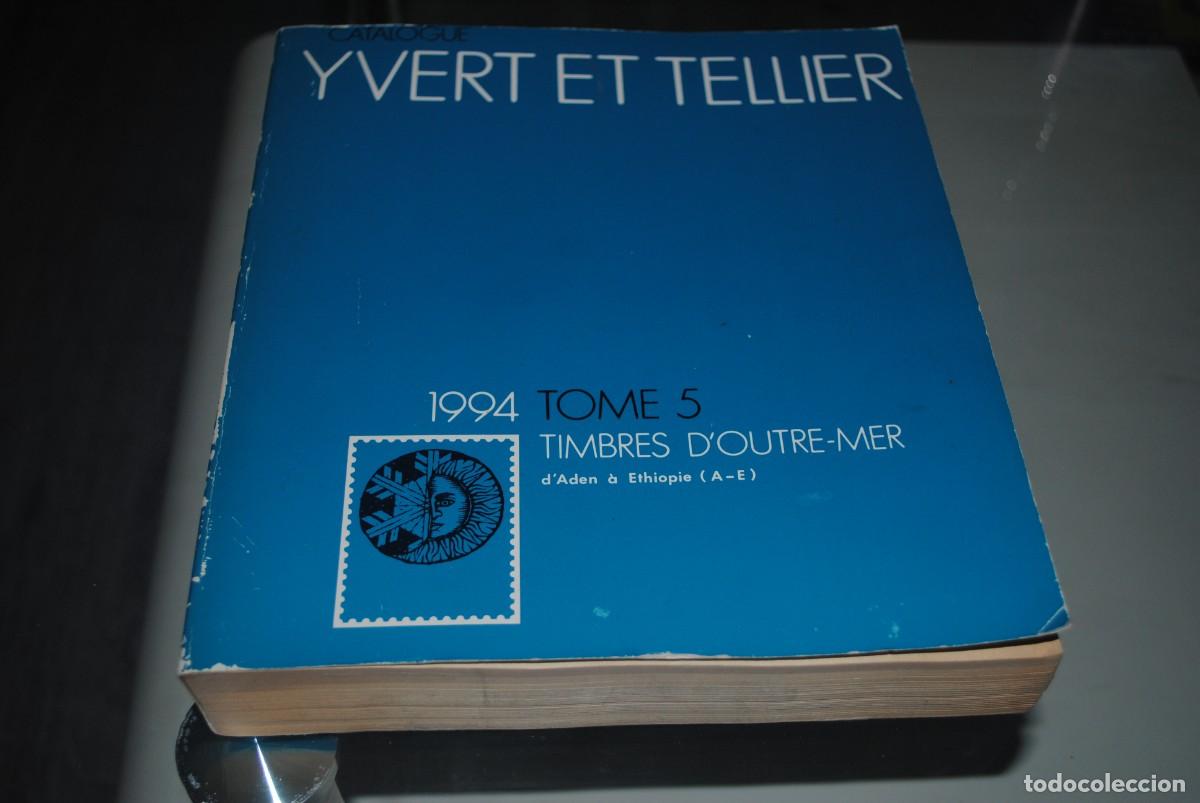 CATALOGUE
YVERT ET TELLIER
1994 TOME 5
TIMBRES D'OUTRE-MER
d'Aden à Ethiopie (A-E)
todocoleccion